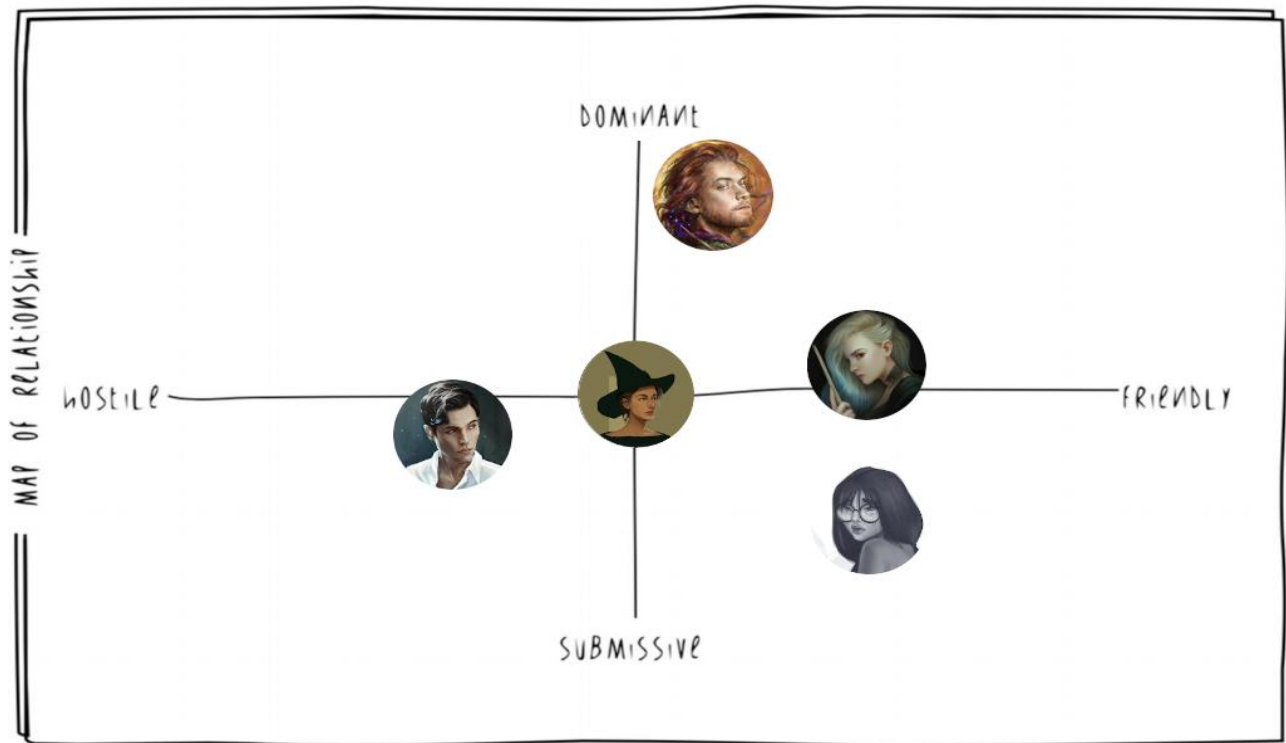 MAP OF RELATIONSHIP
DOMINANT
HOSTILE
FRIENDLY
SUBMISSIVE